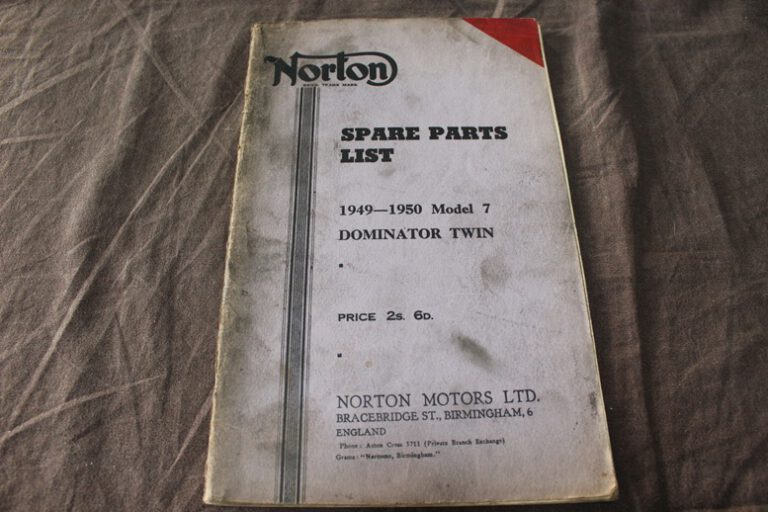 Norton
REGD TRADE MARK
SPARE PARTS
LIST
1949—1950 Model 7
DOMINATOR TWIN
PRICE 2S. 6D.
NORTON MOTORS LTD.
BRACEBRIDGE ST., BIRMINGHAM, 6
ENGLAND
Phone: Aston Cross 3711 (Private Branch Exchange)
Grams: "Nortomo, Birmingham."